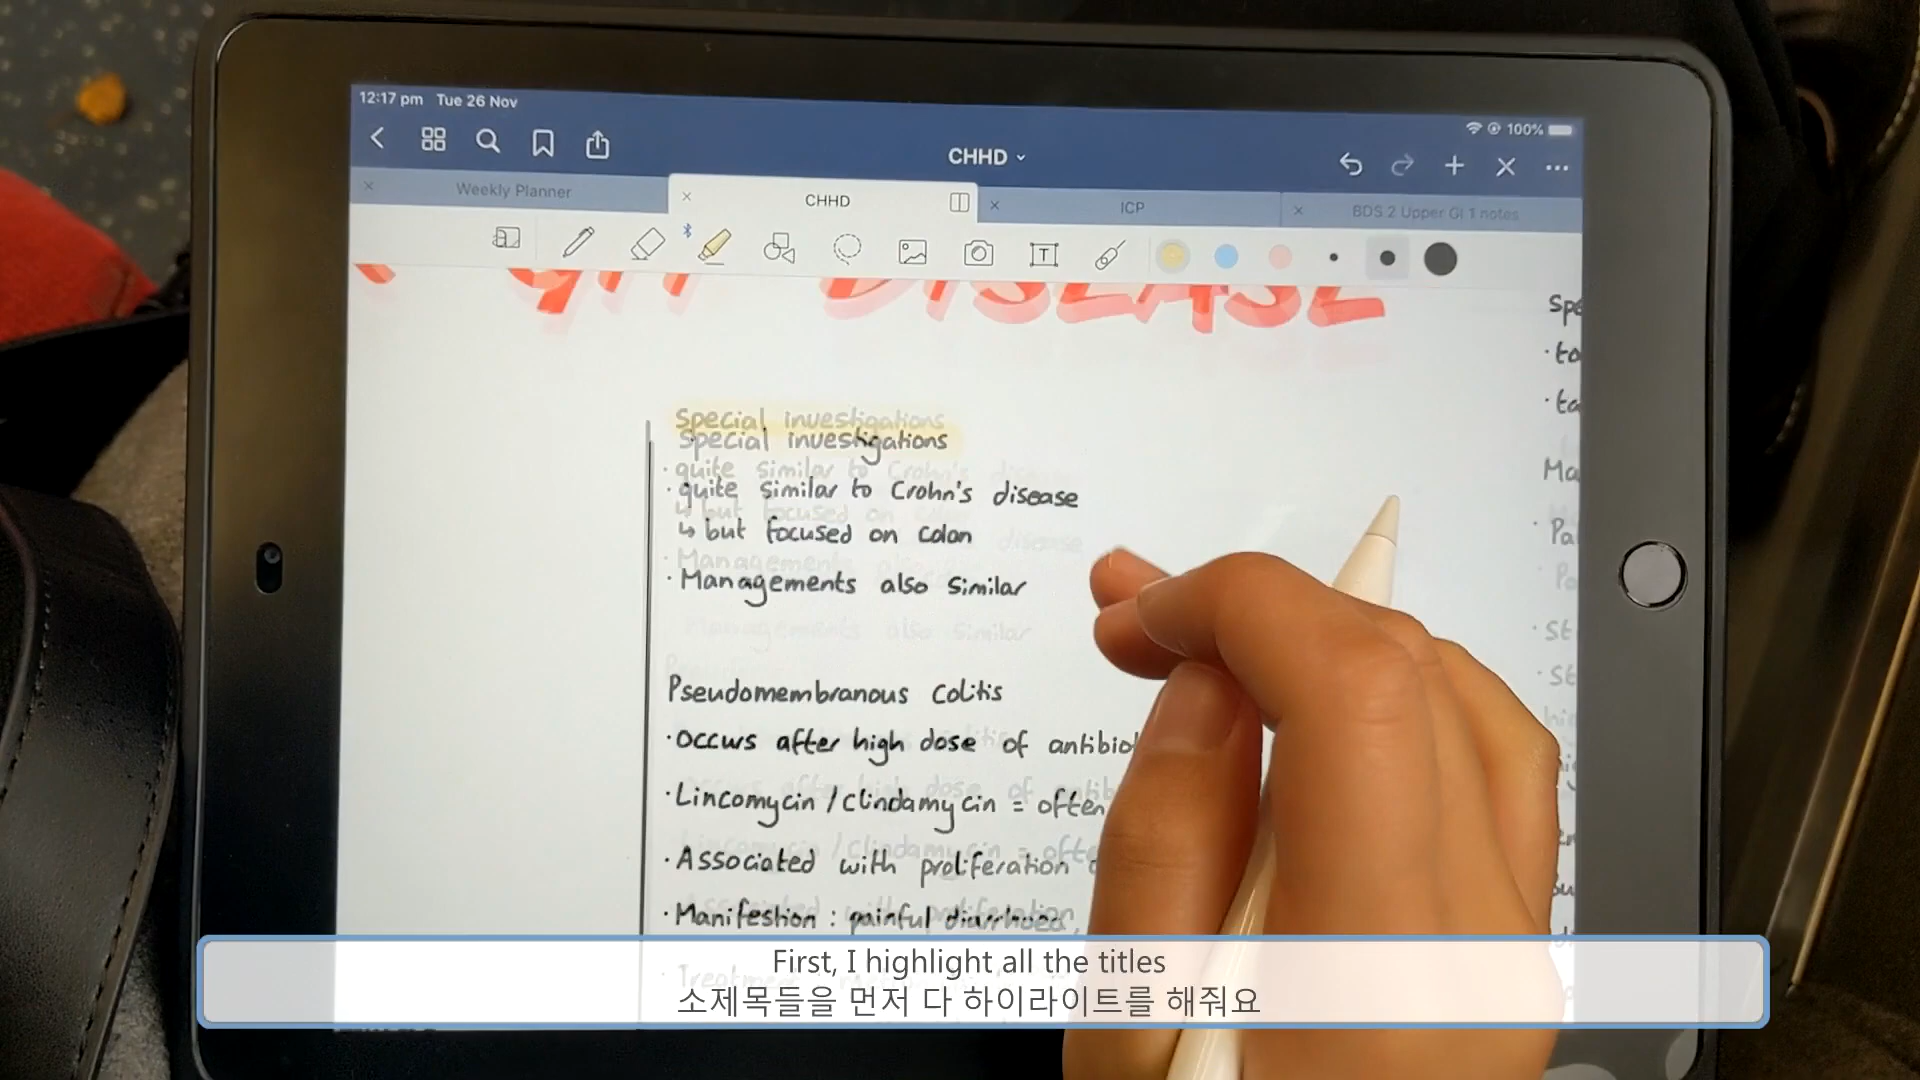 12:17 pm Tue 26 Nov
100%
CHHD
Weekly Planner
CHHD
ICP
BDS 2 Upper GI 1 notes
T
GIT DISEASE
Special investigations
· quite similar to Crohn's disease
↳ but focused on colon
· Managements also similar
Pseudomembranous colitis
· Occurs after high dose of
· Lincomycin / clindamycin = often
· Associated with proliferation
· Manifestion : painful diarrhoea,
First, I highlight all the titles
소제목들을 먼저 다 하이라이트를 해줘요